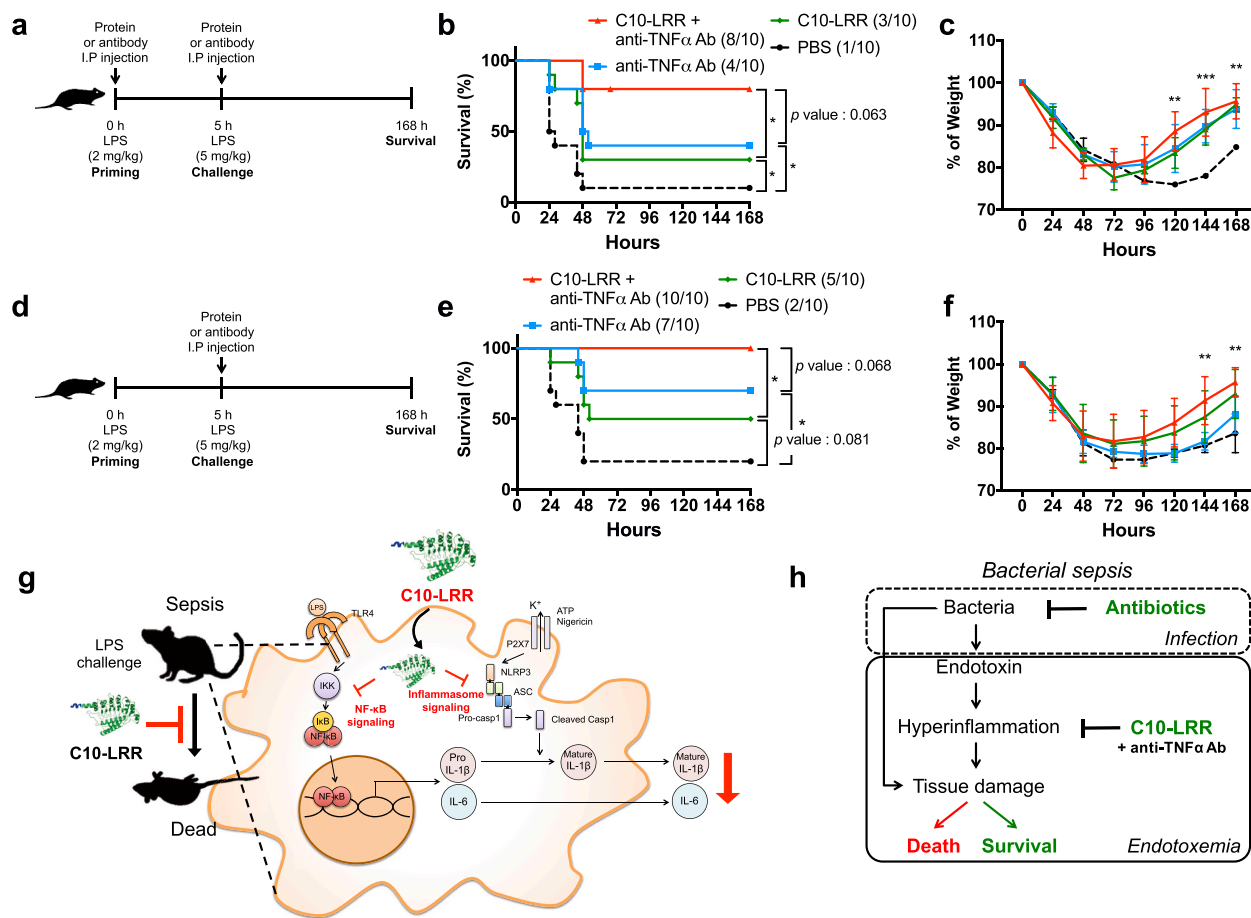 a
Protein
or antibody
I.P injection
Protein
or antibody
I.P injection
0 h
LPS
(2 mg/kg)
Priming
5 h
LPS
(5 mg/kg)
Challenge
168 h
Survival
b
C10-LRR +
anti-TNFα Ab (8/10)
anti-TNFα Ab (4/10)
C10-LRR (3/10)
PBS (1/10)
Survival (%)
100
50
0
0 24 48 72 96 120 144 168
Hours
*
*
*
p value : 0.063
c
% of Weight
100
90
80
70
0 24 48 72 96 120 144 168
Hours
**
***
**
d
Protein
or antibody
I.P injection
0 h
LPS
(2 mg/kg)
Priming
5 h
LPS
(5 mg/kg)
Challenge
168 h
Survival
e
C10-LRR +
anti-TNFα Ab (10/10)
anti-TNFα Ab (7/10)
C10-LRR (5/10)
PBS (2/10)
Survival (%)
100
50
0
0 24 48 72 96 120 144 168
Hours
*
p value : 0.068
*
p value : 0.081
f
% of Weight
110
100
90
80
70
0 24 48 72 96 120 144 168
Hours
**
**
g
Sepsis
LPS
challenge
C10-LRR
Dead
C10-LRR
LPS
TLR4
IKK
IκB
NF-κB
NF-κB
signaling
Inflammasome
signaling
K+
ATP
Nigericin
P2X7
NLRP3
ASC
Pro-casp1
Cleaved Casp1
NF-κB
Pro
IL-1β
IL-6
Mature
IL-1β
Mature
IL-1β
IL-6
h
Bacterial sepsis
Bacteria
Antibiotics
Infection
Endotoxin
Hyperinflammation
C10-LRR
+ anti-TNFα Ab
Tissue damage
Death
Survival
Endotoxemia